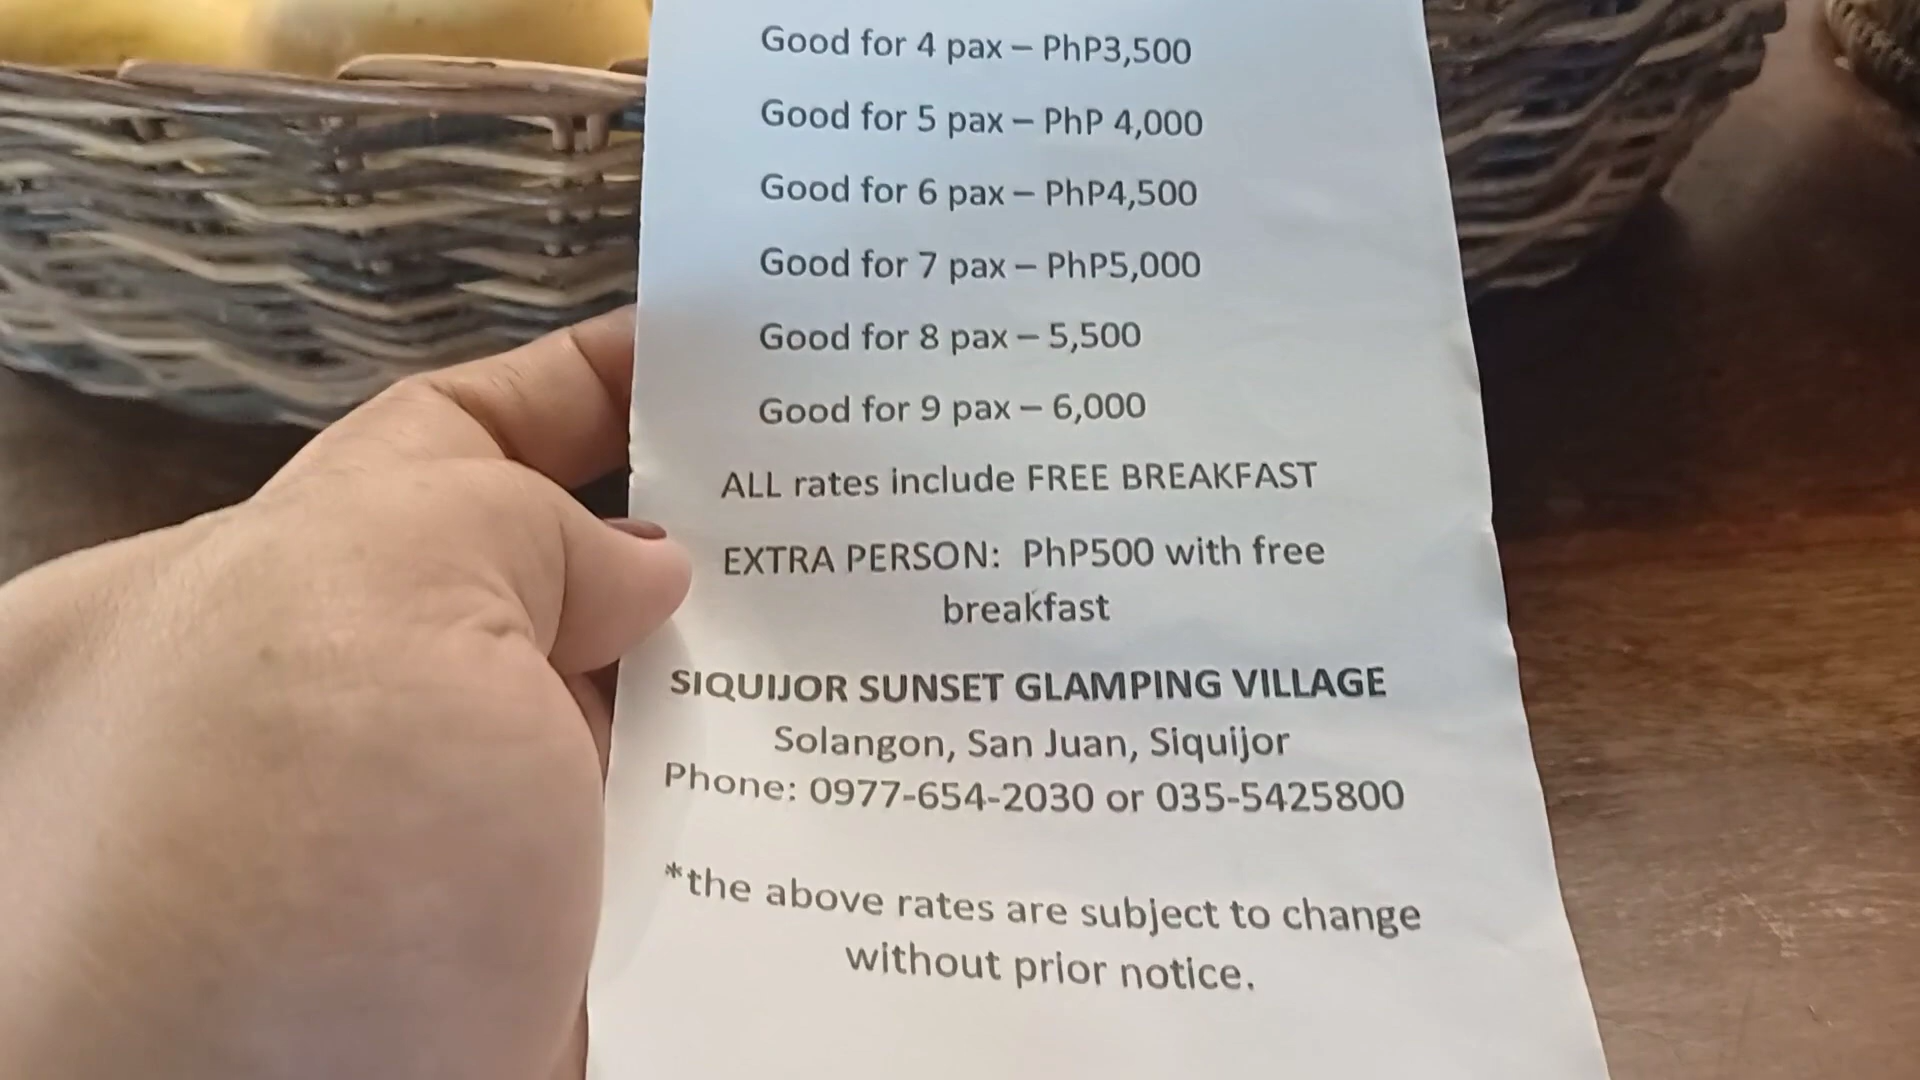 Good for 4 pax – PhP3,500
Good for 5 pax – PhP 4,000
Good for 6 pax – PhP4,500
Good for 7 pax – PhP5,000
Good for 8 pax – 5,500
Good for 9 pax – 6,000
ALL rates include FREE BREAKFAST
EXTRA PERSON: PhP500 with free
breakfast
SIQUIJOR SUNSET GLAMPING VILLAGE
Solangon, San Juan, Siquijor
Phone: 0977-654-2030 or 035-5425800
*the above rates are subject to change
without prior notice.